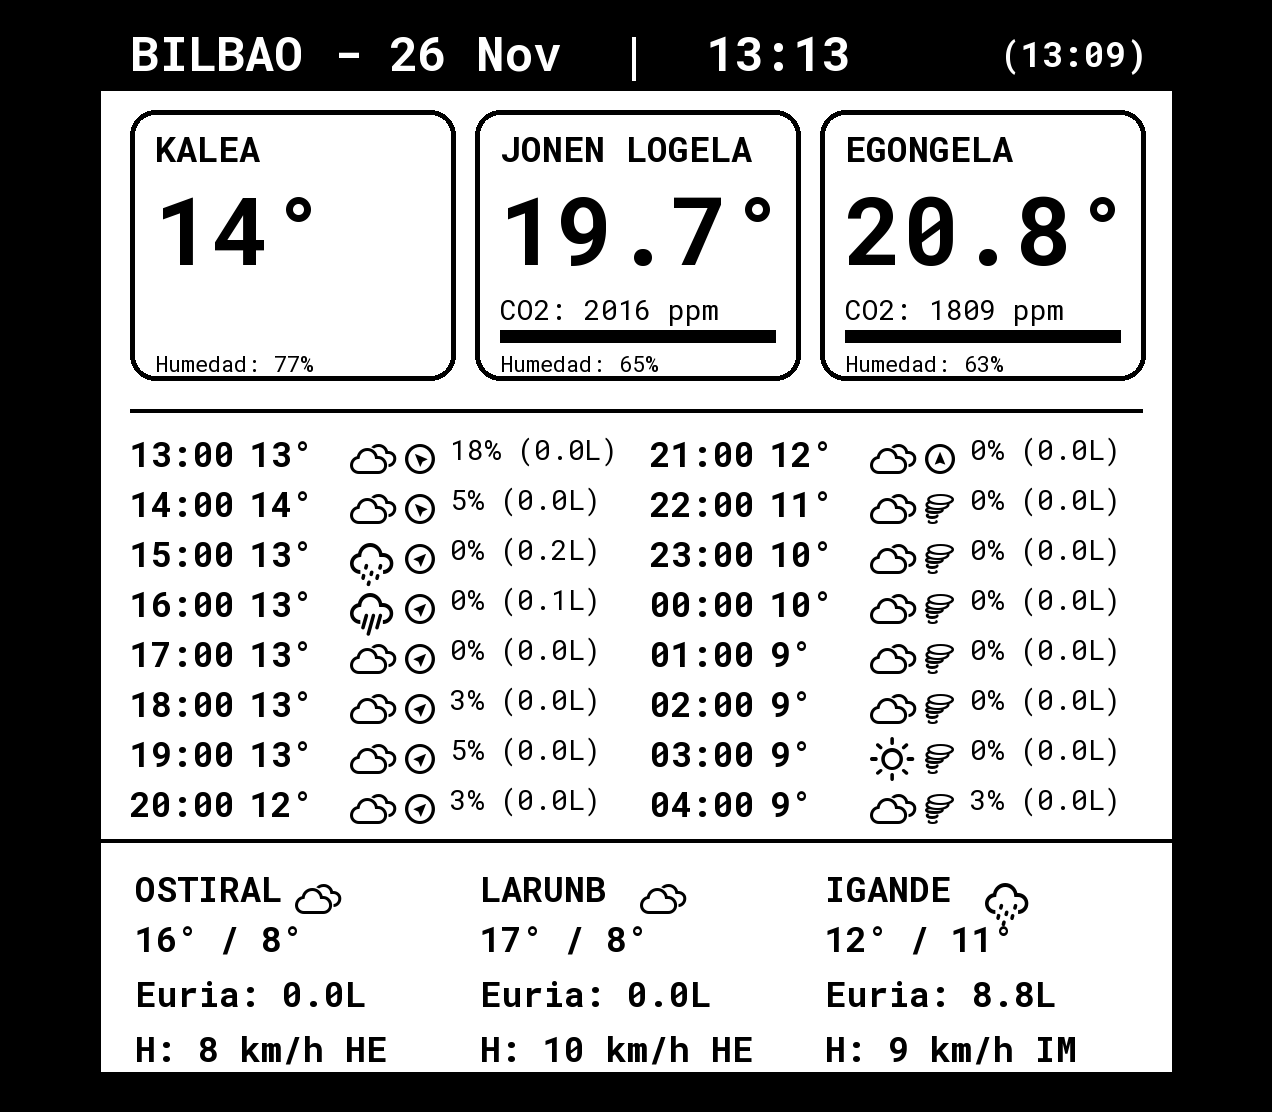 BILBAO - 26 Nov | 13:13 (13:09)
KALEA
14°
Humedad: 77%
JONEN LOGELA
19.7°
CO2: 2016 ppm
Humedad: 65%
EGONGELA
20.8°
CO2: 1809 ppm
Humedad: 63%
13:00 13° 18% (0.0L)
14:00 14° 5% (0.0L)
15:00 13° 0% (0.2L)
16:00 13° 0% (0.1L)
17:00 13° 0% (0.0L)
18:00 13° 3% (0.0L)
19:00 13° 5% (0.0L)
20:00 12° 3% (0.0L)
21:00 12° 0% (0.0L)
22:00 11° 0% (0.0L)
23:00 10° 0% (0.0L)
00:00 10° 0% (0.0L)
01:00 9° 0% (0.0L)
02:00 9° 0% (0.0L)
03:00 9° 0% (0.0L)
04:00 9° 3% (0.0L)
OSTIRAL
16° / 8°
Euria: 0.0L
H: 8 km/h HE
LARUNB
17° / 8°
Euria: 0.0L
H: 10 km/h HE
IGANDE
12° / 11°
Euria: 8.8L
H: 9 km/h IM